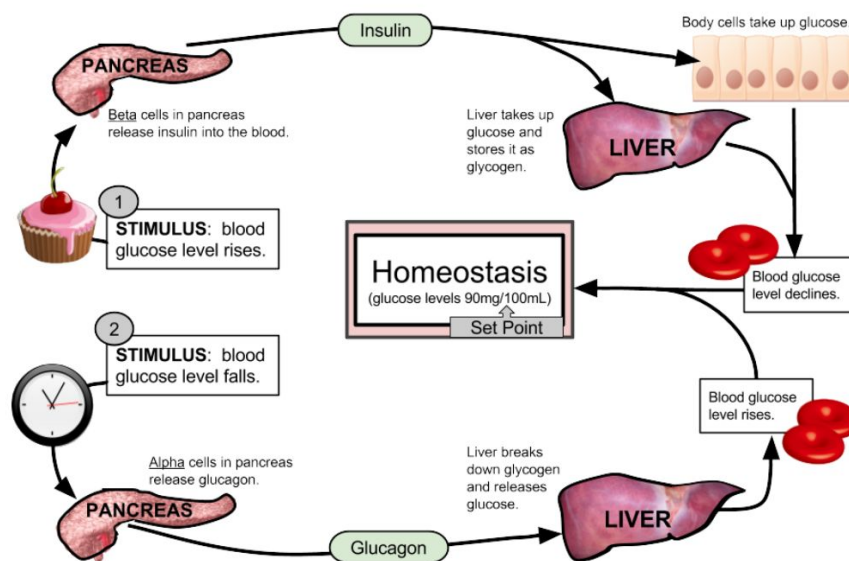 Insulin
Body cells take up glucose.
PANCREAS
Beta cells in pancreas
release insulin into the blood.
Liver takes up
glucose and
stores it as
glycogen.
LIVER
1
STIMULUS: blood
glucose level rises.
Homeostasis
(glucose levels 90mg/100mL)
Set Point
Blood glucose
level declines.
2
STIMULUS: blood
glucose level falls.
Blood glucose
level rises.
Alpha cells in pancreas
release glucagon.
PANCREAS
Liver breaks
down glycogen
and releases
glucose.
LIVER
Glucagon